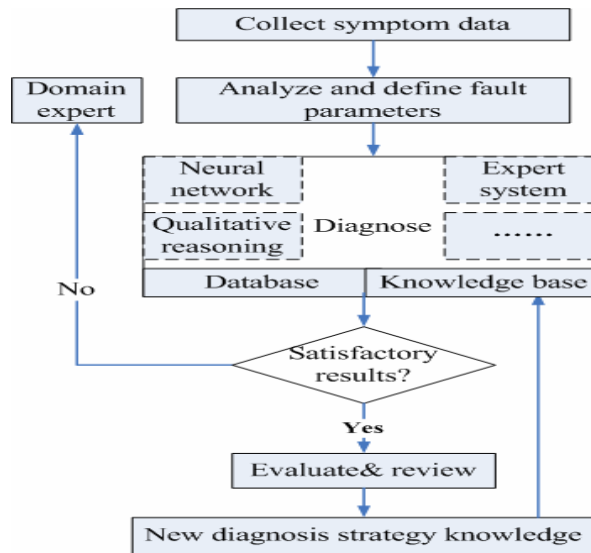 Collect symptom data
Domain
expert
Analyze and define fault
parameters
Neural
network
Expert
system
Qualitative
reasoning
Diagnose
......
Database
Knowledge base
No
Satisfactory
results?
Yes
Evaluate& review
New diagnosis strategy knowledge